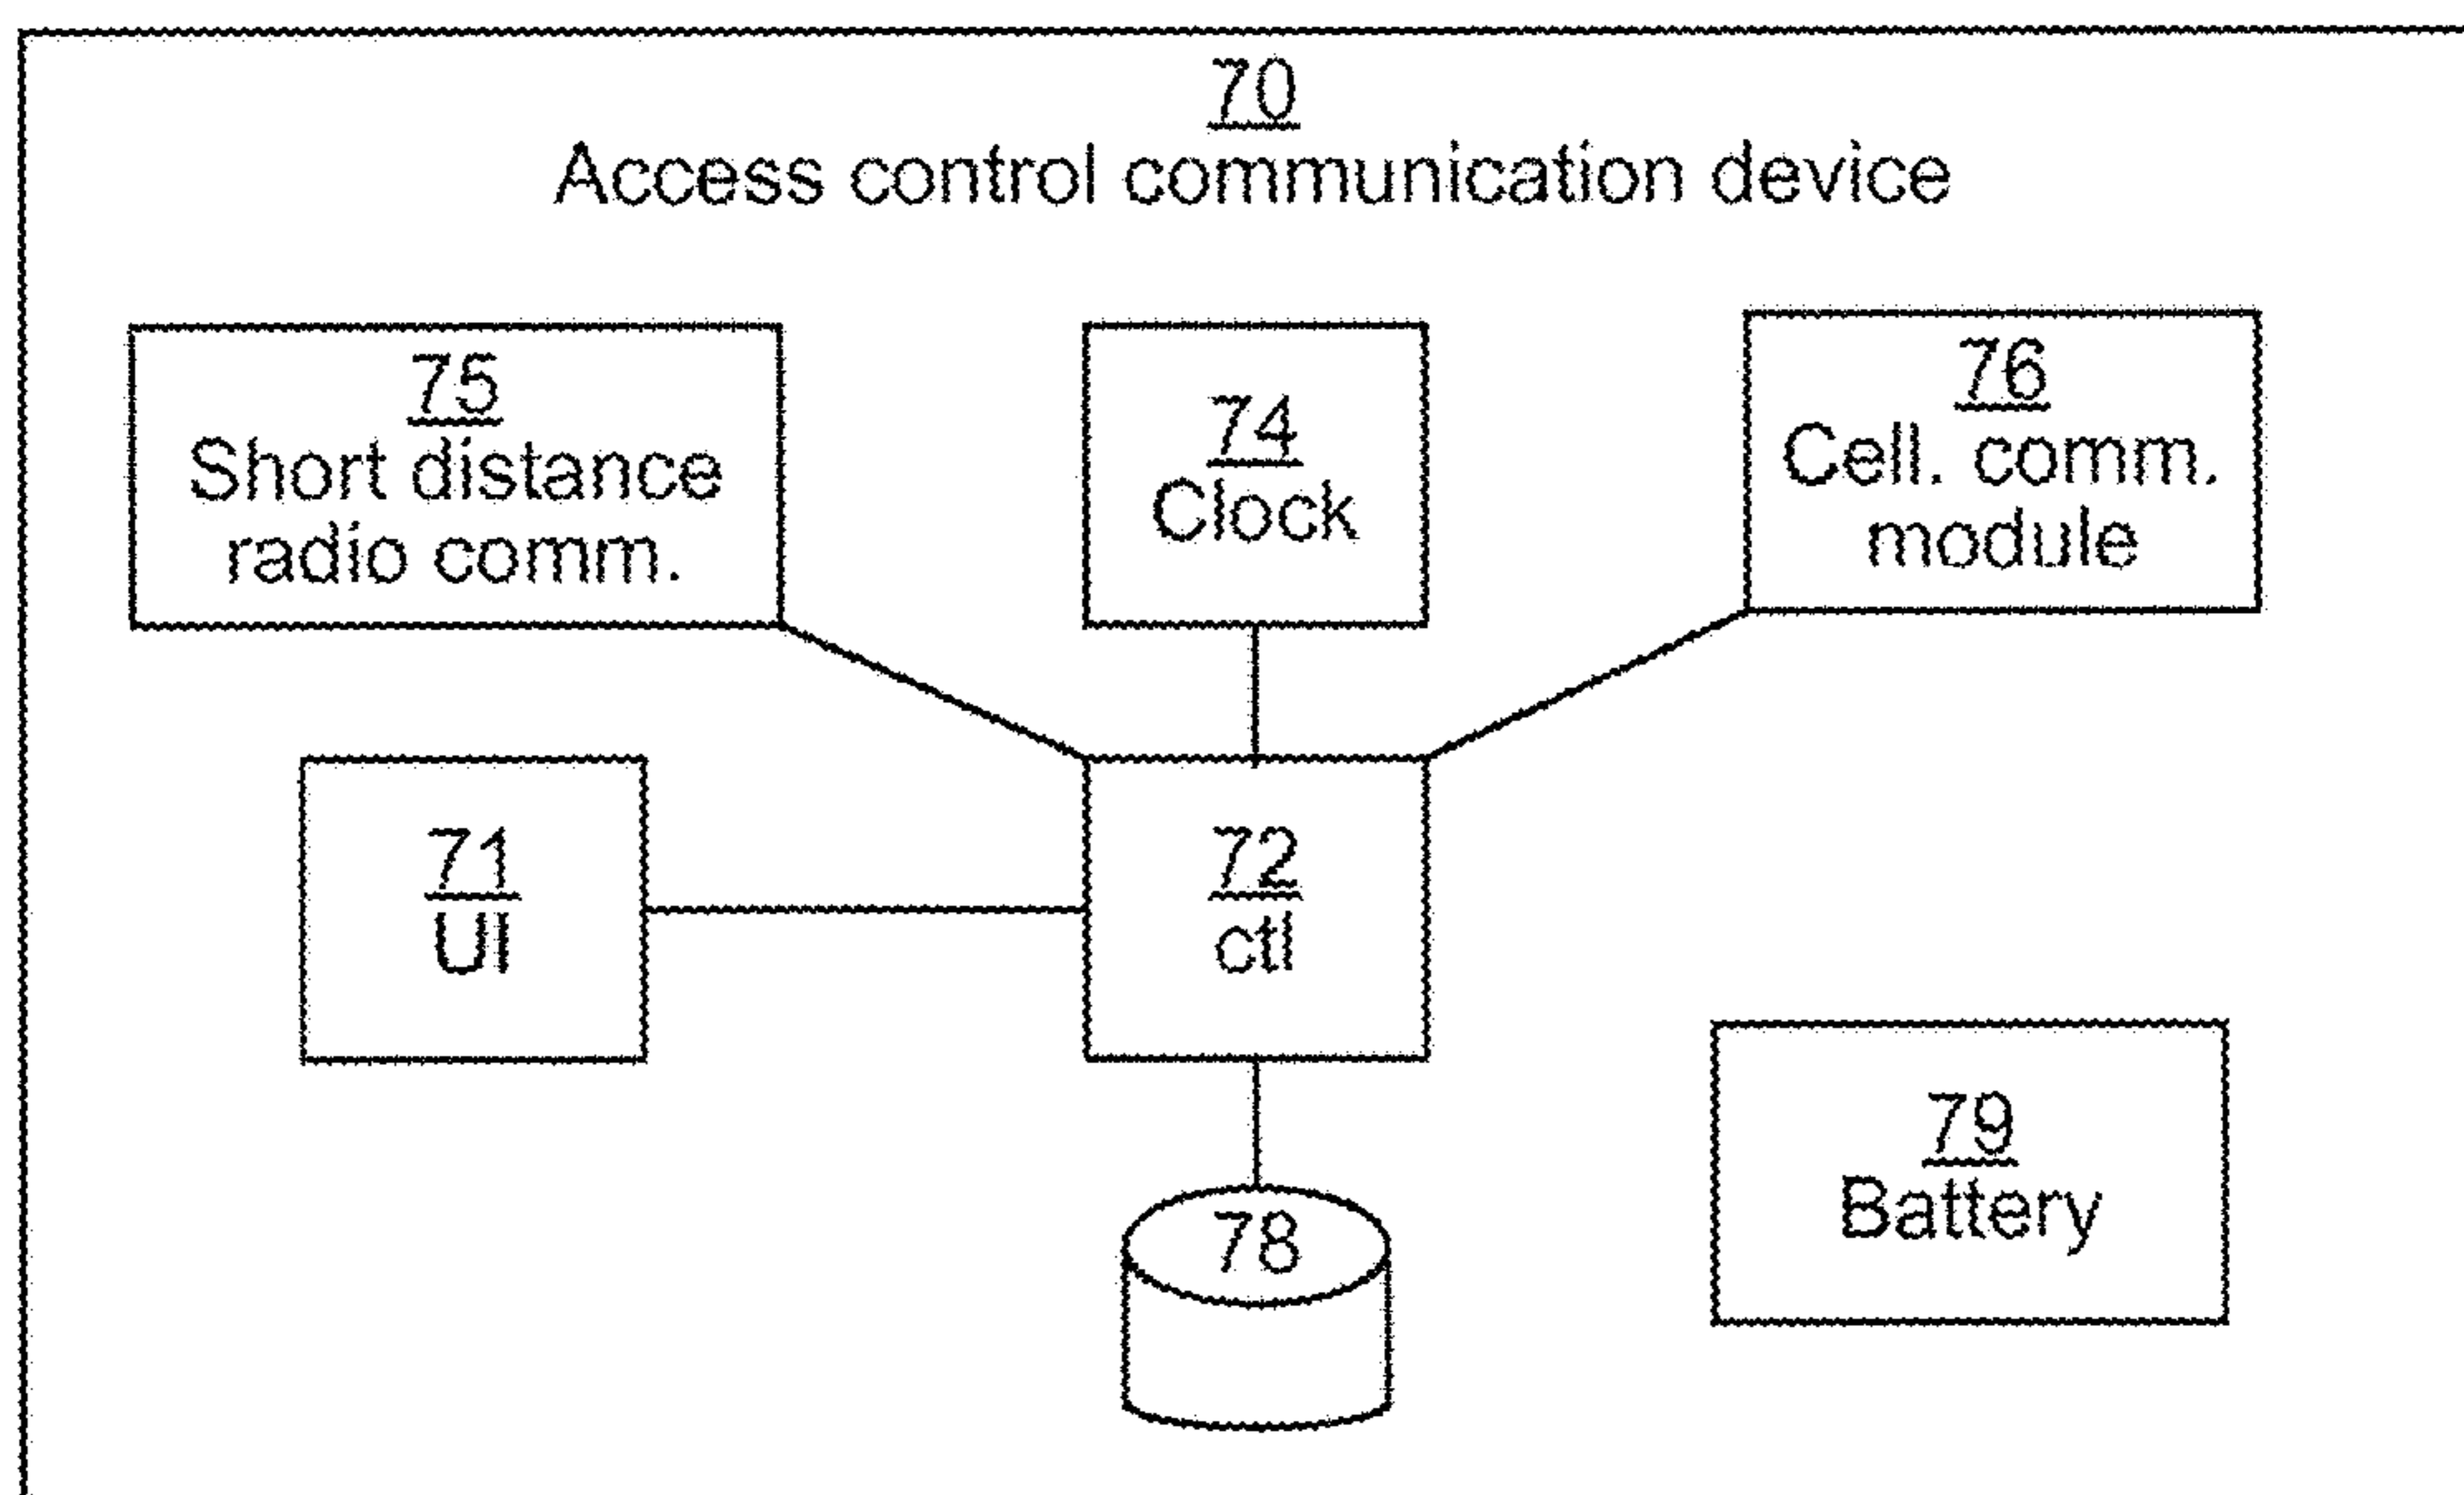 70
Access control communication device
75
Short distance
radio comm.
74
Clock
76
Cell. comm.
module
71
UI
72
ctl
79
Battery
78